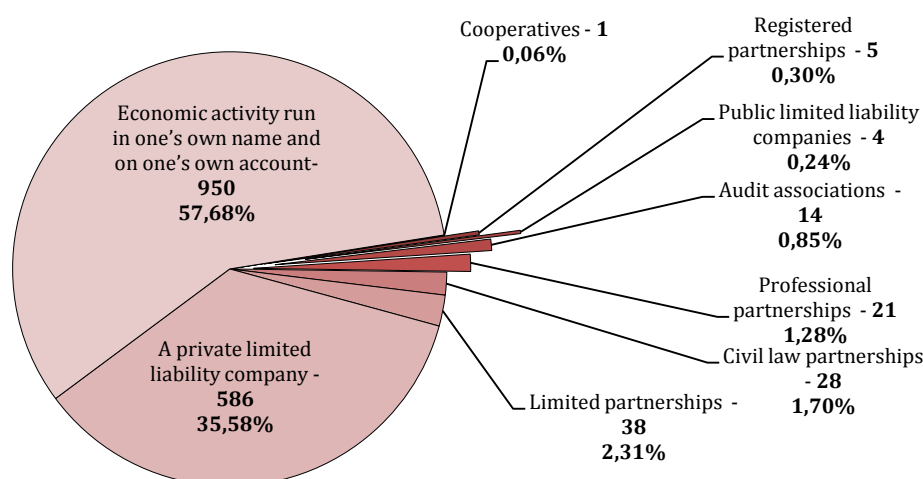 Cooperatives - 1
0,06%
Registered
partnerships - 5
0,30%
Public limited liability
companies - 4
0,24%
Audit associations -
14
0,85%
Professional
partnerships - 21
1,28%
Civil law partnerships
- 28
1,70%
Limited partnerships -
38
2,31%
A private limited
liability company -
586
35,58%
Economic activity run
in one's own name and
on one's own account-
950
57,68%